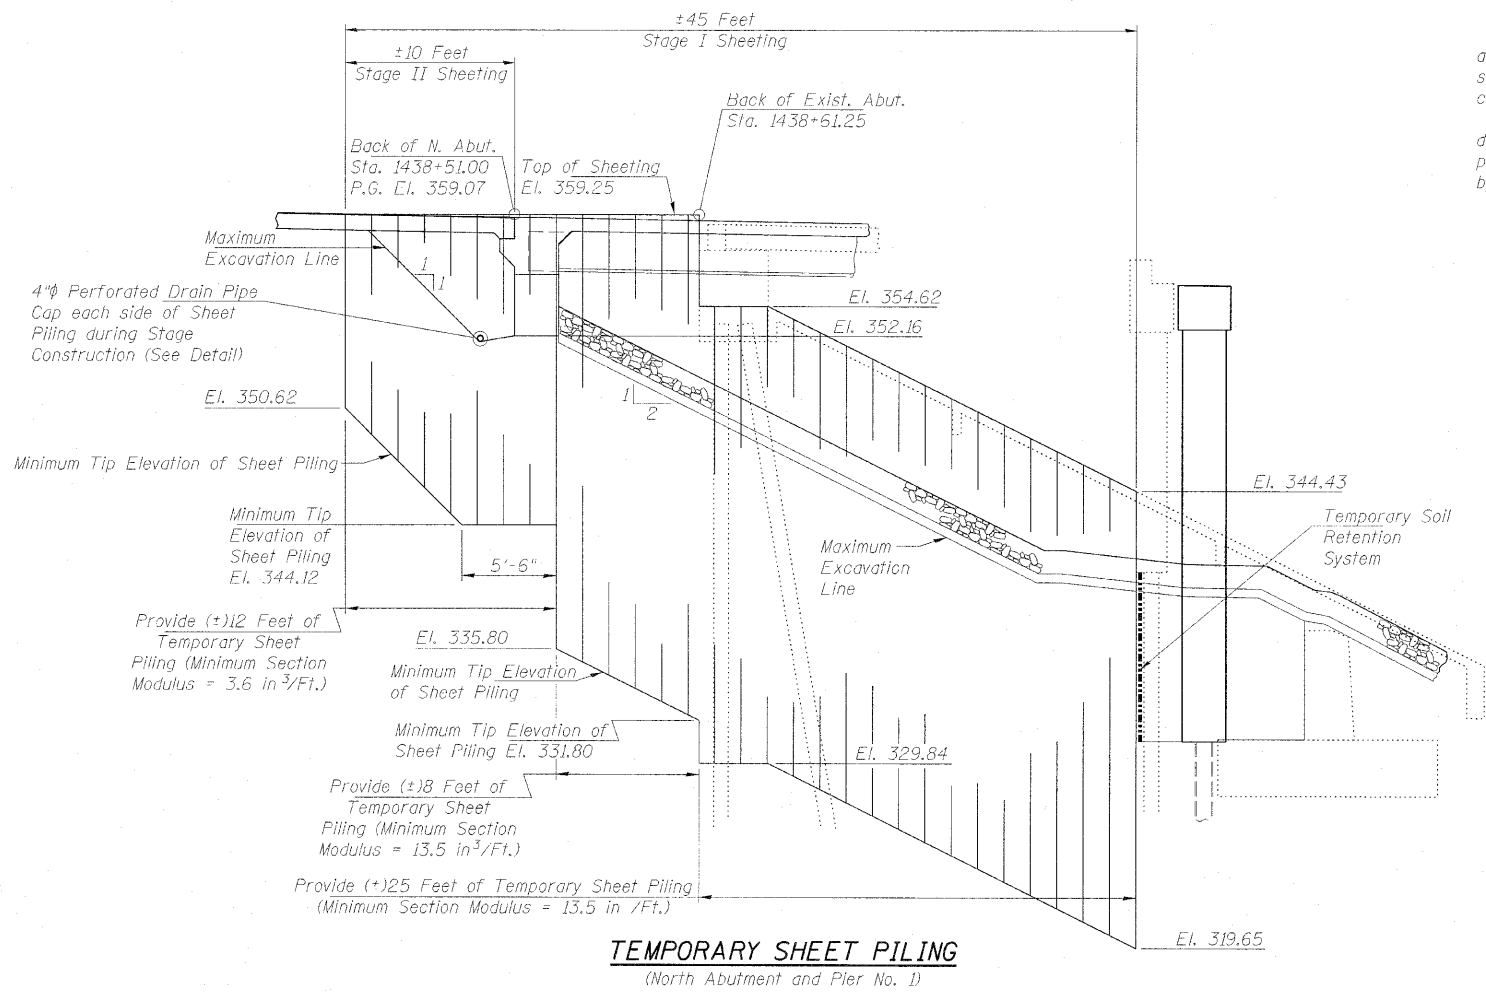 ±45 Feet
Stage I Sheeting
±10 Feet
Stage II Sheeting
Back of Exist. Abut.
Sta. 1438+61.25
Back of N. Abut.
Sta. 1438+51.00
P.G. El. 359.07
Top of Sheeting
El. 359.25
Maximum
Excavation Line
1
1
4"ϕ Perforated Drain Pipe
Cap each side of Sheet
Piling during Stage
Construction (See Detail)
El. 354.62
El. 352.16
El. 350.62
1
2
Minimum Tip Elevation of Sheet Piling
El. 344.43
Temporary Soil
Retention
System
Minimum Tip
Elevation of
Sheet Piling
El. 344.12
Maximum
Excavation
Line
5'-6"
Provide (±)12 Feet of
Temporary Sheet
Piling (Minimum Section
Modulus = 3.6 in³/Ft.)
El. 335.80
Minimum Tip Elevation
of Sheet Piling
Minimum Tip Elevation of
Sheet Piling El. 331.80
El. 329.84
Provide (±)8 Feet of
Temporary Sheet
Piling (Minimum Section
Modulus = 13.5 in³/Ft.)
Provide (±)25 Feet of Temporary Sheet Piling
(Minimum Section Modulus = 13.5 in /Ft.)
El. 319.65
TEMPORARY SHEET PILING
(North Abutment and Pier No. 1)
a
s
c
d
p
b